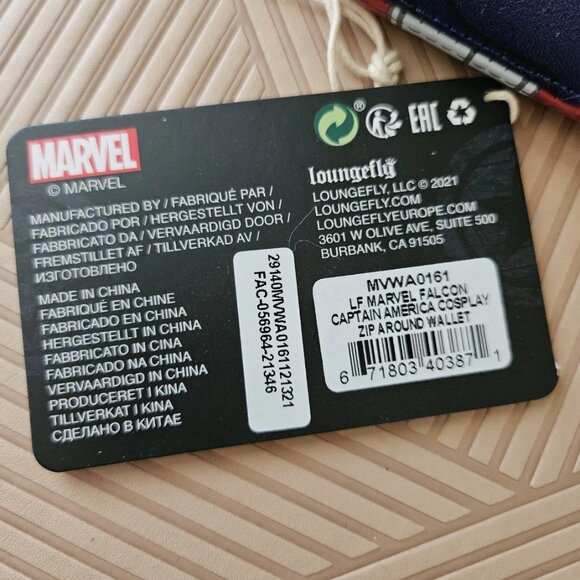 MARVEL
© MARVEL
MANUFACTURED BY / FABRIQUÉ PAR /
FABRICADO POR / HERGESTELLT VON /
FABBRICATO DA / VERVAARDIGD DOOR /
FREMSTILLET AF / TILLVERKAD AV /
ИЗГОТОВЛЕНО
MADE IN CHINA
FABRIQUÉ EN CHINE
FABRICADO EN CHINA
HERGESTELLT IN CHINA
FABBRICATO IN CINA
FABRICADO NA CHINA
VERVAARDIGD IN CHINA
PRODUCERET I KINA
TILLVERKAT I KINA
СДЕЛАНО В КИТАЕ
29140MVWA0161121321
FAC-056964-21346
®
EAC
loungefly
LOUNGEFLY, LLC © 2021
LOUNGEFLY.COM
LOUNGEFLYEUROPE.COM
3601 W OLIVE AVE, SUITE 500
BURBANK, CA 91505
MVWA0161
LF MARVEL FALCON
CAPTAIN AMERICA COSPLAY
ZIP AROUND WALLET
6 71803 40387 1